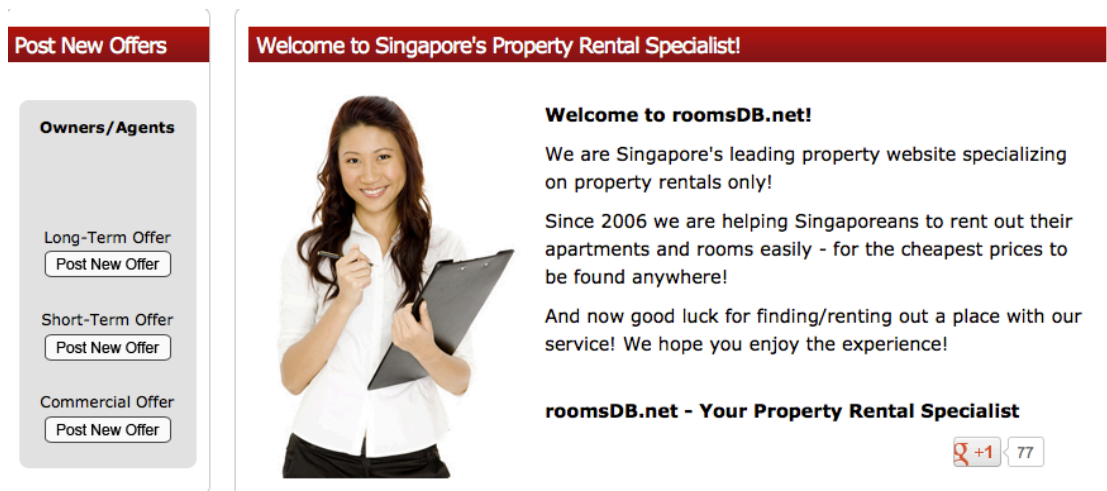 Post New Offers
Owners/Agents
Long-Term Offer
Post New Offer
Short-Term Offer
Post New Offer
Commercial Offer
Post New Offer
Welcome to Singapore's Property Rental Specialist!
Welcome to roomsDB.net!
We are Singapore's leading property website specializing
on property rentals only!
Since 2006 we are helping Singaporeans to rent out their
apartments and rooms easily - for the cheapest prices to
be found anywhere!
And now good luck for finding/renting out a place with our
service! We hope you enjoy the experience!
roomsDB.net - Your Property Rental Specialist
g +1 77